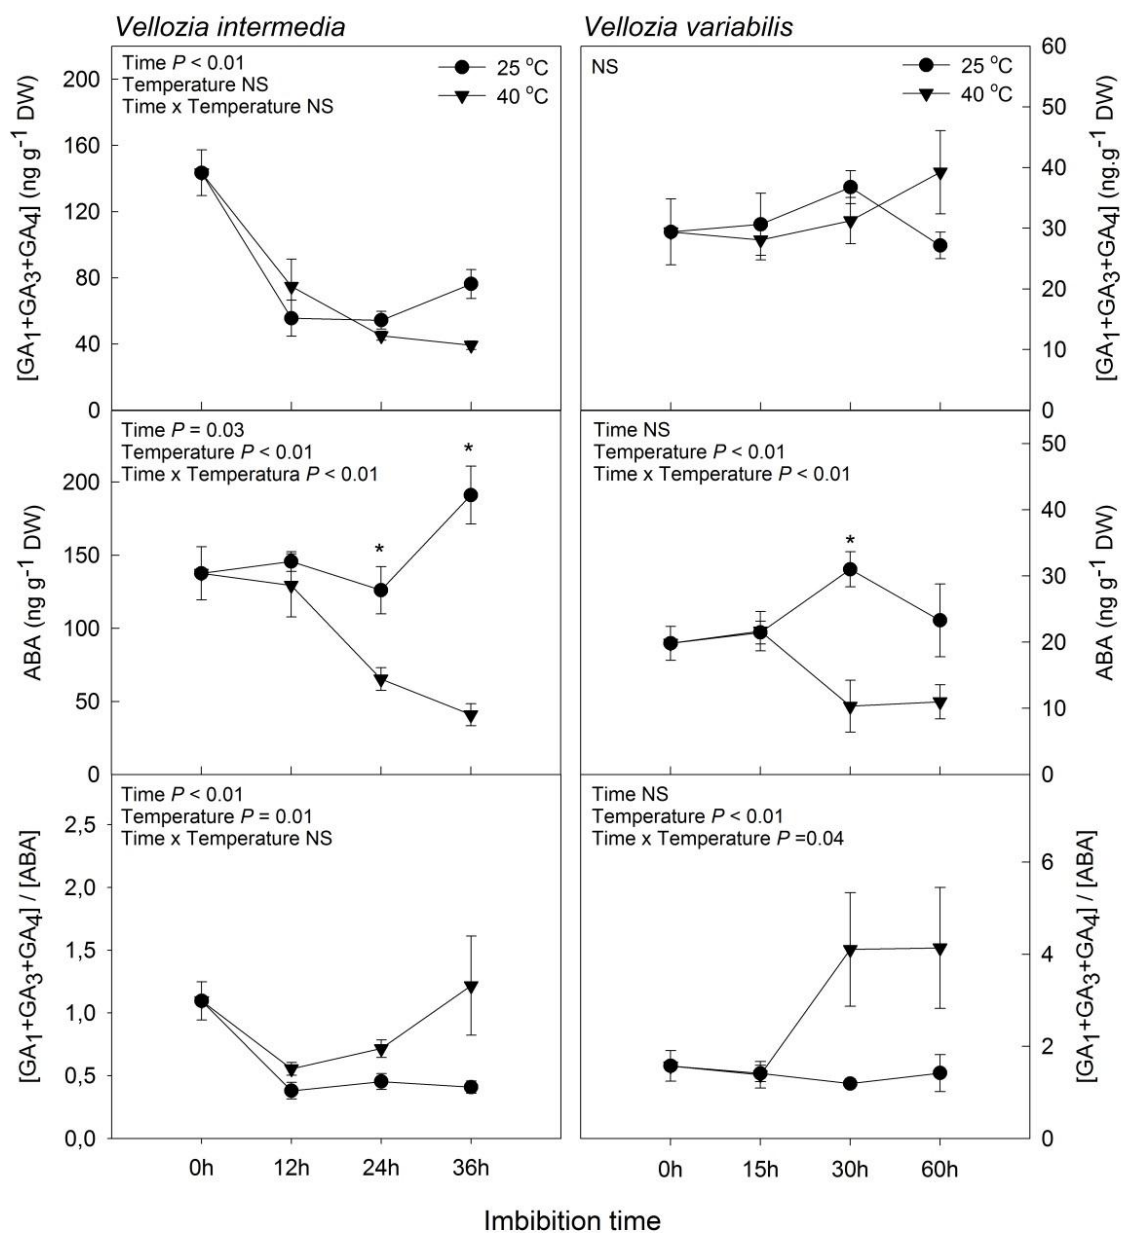 Vellozia intermedia
Vellozia variabilis
[GA1+GA3+GA4] (ng g-1 DW)
200
160
120
80
40
0
Time P < 0.01
Temperature NS
Time x Temperature NS
25 °C
40 °C
NS
25 °C
40 °C
60
50
40
30
20
10
0
[GA1+GA3+GA4] (ng.g-1 DW)
ABA (ng g-1 DW)
200
150
100
50
0
Time P = 0.03
Temperature P < 0.01
Time x Temperatura P < 0.01
*
*
Time NS
Temperature P < 0.01
Time x Temperature P < 0.01
*
50
40
30
20
10
0
ABA (ng g-1 DW)
[GA1+GA3+GA4] / [ABA]
2,5
2,0
1,5
1,0
0,5
0,0
Time P < 0.01
Temperature P = 0.01
Time x Temperature NS
Time NS
Temperature P < 0.01
Time x Temperature P =0.04
6
4
2
0
[GA1+GA3+GA4] / [ABA]
0h 12h 24h 36h
0h 15h 30h 60h
Imbibition time